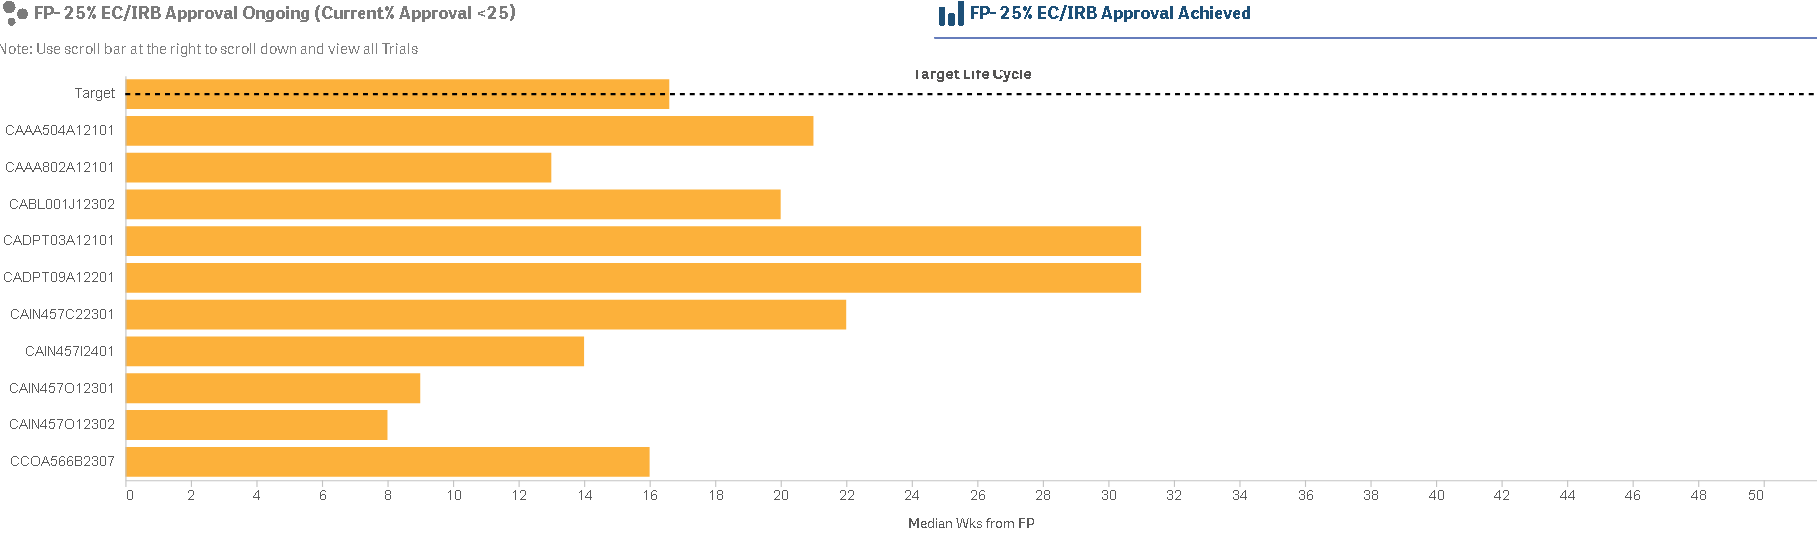 FP- 25% EC/IRB Approval Ongoing (Current% Approval <25)
FP- 25% EC/IRB Approval Achieved
Note: Use scroll bar at the right to scroll down and view all Trials
Target Life Cycle
Target
CAAA504A12101
CAAA802A12101
CABL001J12302
CADPT03A12101
CADPT09A12201
CAIN457C22301
CAIN457I2401
CAIN457O12301
CAIN457O12302
CCOA566B2307
0 2 4 6 8 10 12 14 16 18 20 22 24 26 28 30 32 34 36 38 40 42 44 46 48 50
Median Wks from FP